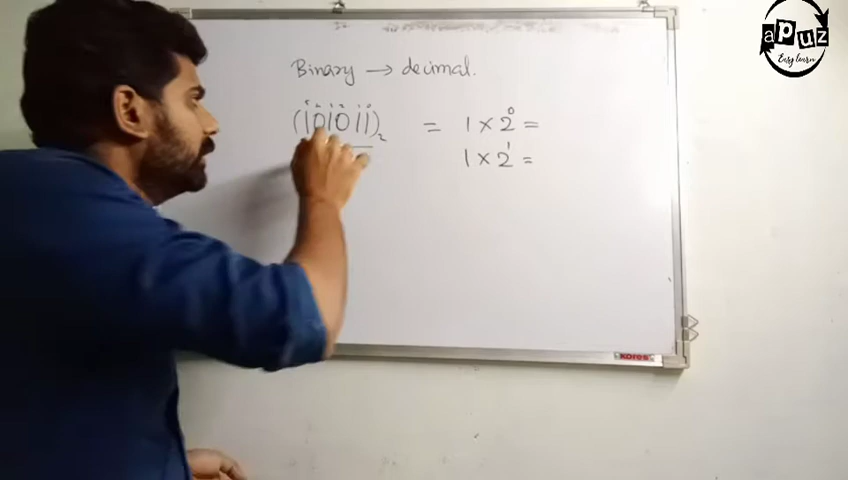 apuz
Easy learn
Binary → decimal.
(101011)₂ = 1 × 2⁰ =
1 × 2¹ =
KORES